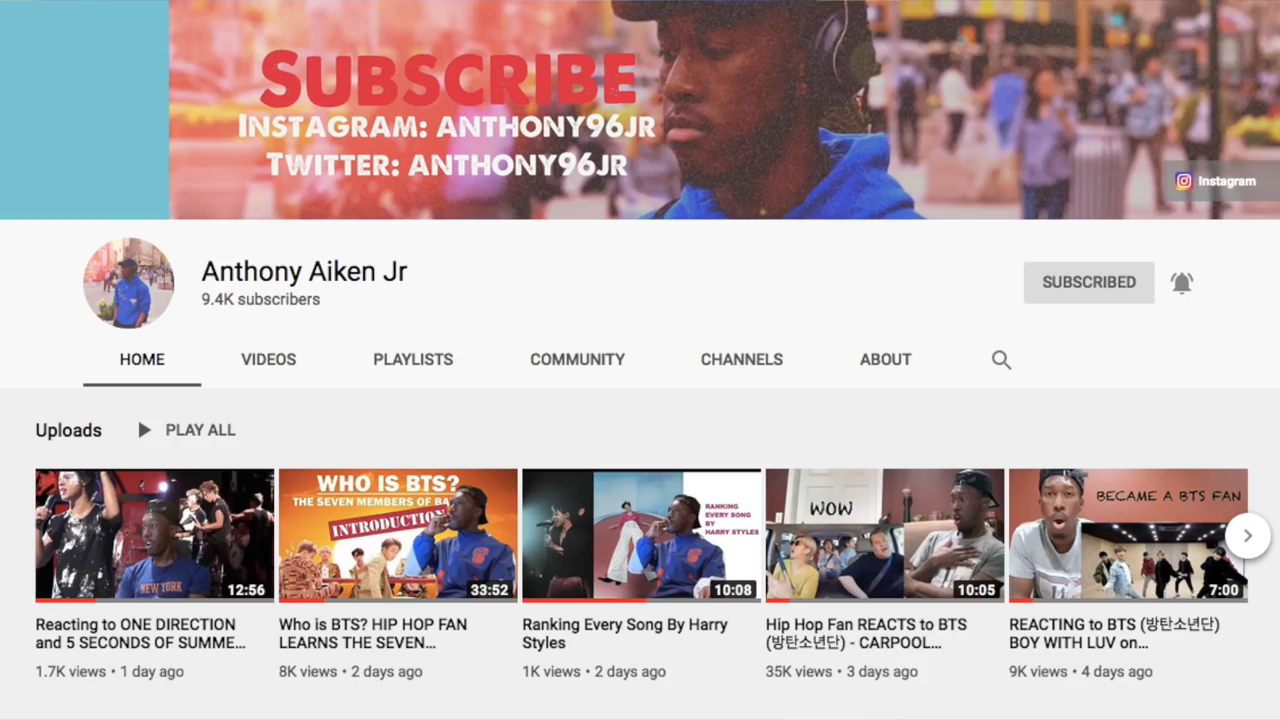 SUBSCRIBE
INSTAGRAM: ANTHONY96JR
TWITTER: ANTHONY96JR
Instagram
Anthony Aiken Jr
9.4K subscribers
SUBSCRIBED
HOME VIDEOS PLAYLISTS COMMUNITY CHANNELS ABOUT
Uploads PLAY ALL
NEW YORK
12:56
WHO IS BTS?
THE SEVEN MEMBERS OF BA
INTRODUCTION
33:52
RANKING
EVERY SONG
BY
HARRY STYLES
10:08
WOW
10:05
BECAME A BTS FAN
7:00
Reacting to ONE DIRECTION
and 5 SECONDS OF SUMME...
1.7K views • 1 day ago
Who is BTS? HIP HOP FAN
LEARNS THE SEVEN...
8K views • 2 days ago
Ranking Every Song By Harry
Styles
1K views • 2 days ago
Hip Hop Fan REACTS to BTS
(방탄소년단) - CARPOOL...
35K views • 3 days ago
REACTING to BTS (방탄소년단)
BOY WITH LUV on...
9K views • 4 days ago